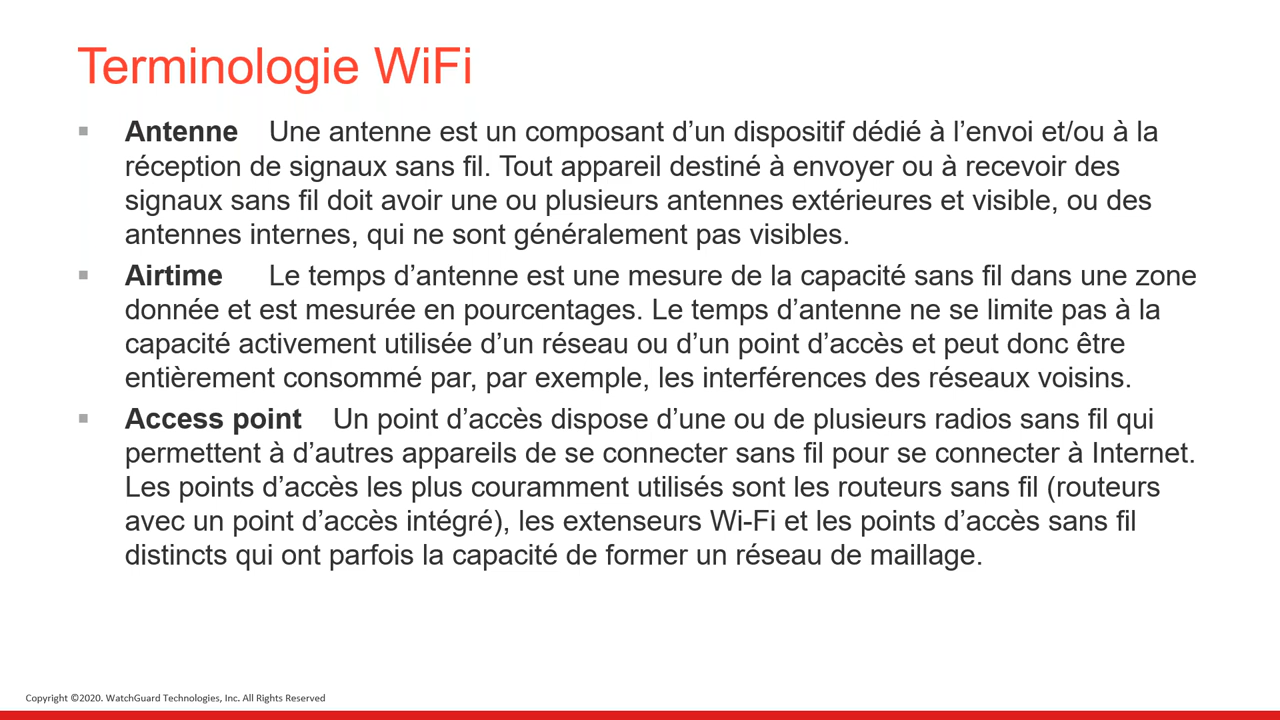 Terminologie WiFi
▪ Antenne Une antenne est un composant d’un dispositif dédié à l’envoi et/ou à la
réception de signaux sans fil. Tout appareil destiné à envoyer ou à recevoir des
signaux sans fil doit avoir une ou plusieurs antennes extérieures et visible, ou des
antennes internes, qui ne sont généralement pas visibles.
▪ Airtime Le temps d’antenne est une mesure de la capacité sans fil dans une zone
donnée et est mesurée en pourcentages. Le temps d’antenne ne se limite pas à la
capacité activement utilisée d’un réseau ou d’un point d’accès et peut donc être
entièrement consommé par, par exemple, les interférences des réseaux voisins.
▪ Access point Un point d’accès dispose d’une ou de plusieurs radios sans fil qui
permettent à d’autres appareils de se connecter sans fil pour se connecter à Internet.
Les points d’accès les plus couramment utilisés sont les routeurs sans fil (routeurs
avec un point d’accès intégré), les extenseurs Wi-Fi et les points d’accès sans fil
distincts qui ont parfois la capacité de former un réseau de maillage.
Copyright ©2020. WatchGuard Technologies, Inc. All Rights Reserved